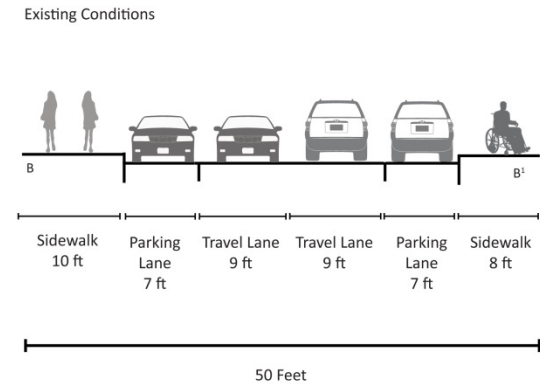 Existing Conditions
B
B¹
Sidewalk
10 ft
Parking
Lane
7 ft
Travel Lane
9 ft
Travel Lane
9 ft
Parking
Lane
7 ft
Sidewalk
8 ft
50 Feet